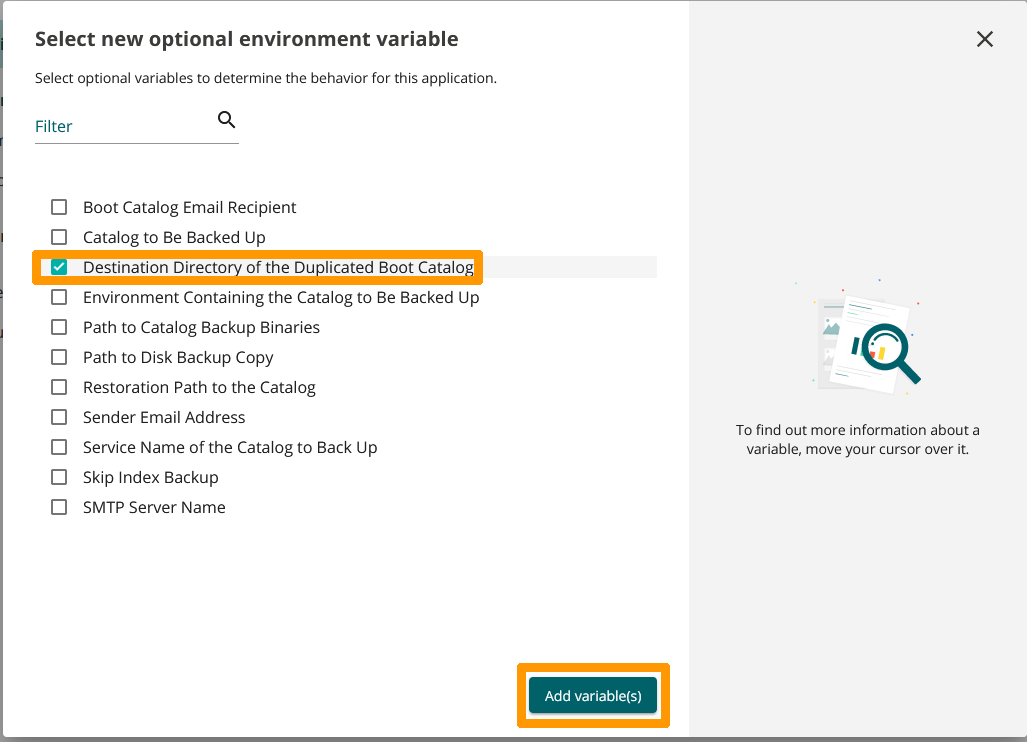 Select new optional environment variable
Select optional variables to determine the behavior for this application.
Filter
Boot Catalog Email Recipient
Catalog to Be Backed Up
Destination Directory of the Duplicated Boot Catalog
Environment Containing the Catalog to Be Backed Up
Path to Catalog Backup Binaries
Path to Disk Backup Copy
Restoration Path to the Catalog
Sender Email Address
Service Name of the Catalog to Back Up
Skip Index Backup
SMTP Server Name
Add variable(s)
To find out more information about a
variable, move your cursor over it.